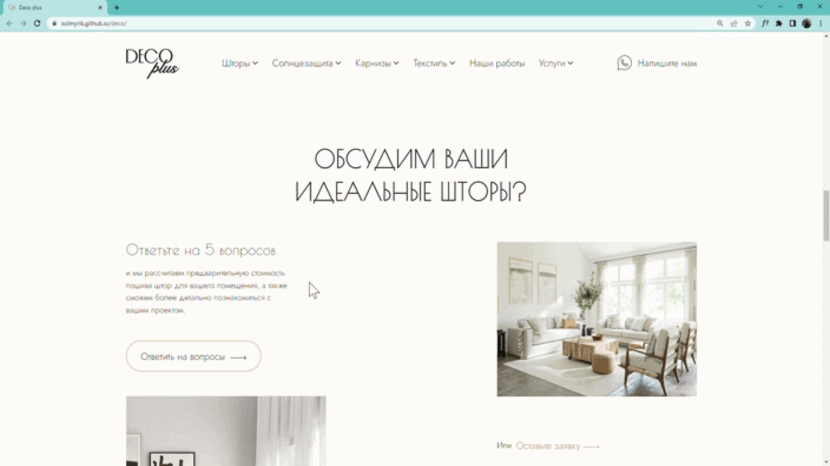 Deco plus
solmyrik.github.io/deco/
DECO
plus
Шторы
Солнцезащита
Карнизы
Текстиль
Наши работы
Услуги
Напишите нам
ОБСУДИМ ВАШИ
ИДЕАЛЬНЫЕ ШТОРЫ?
Ответьте на 5 вопросов
и мы рассчитаем предварительную стоимость
пошива штор для вашего помещения, а также
сможем более детально познакомиться с
вашим проектом.
Ответить на вопросы
Или Оставьте заявку